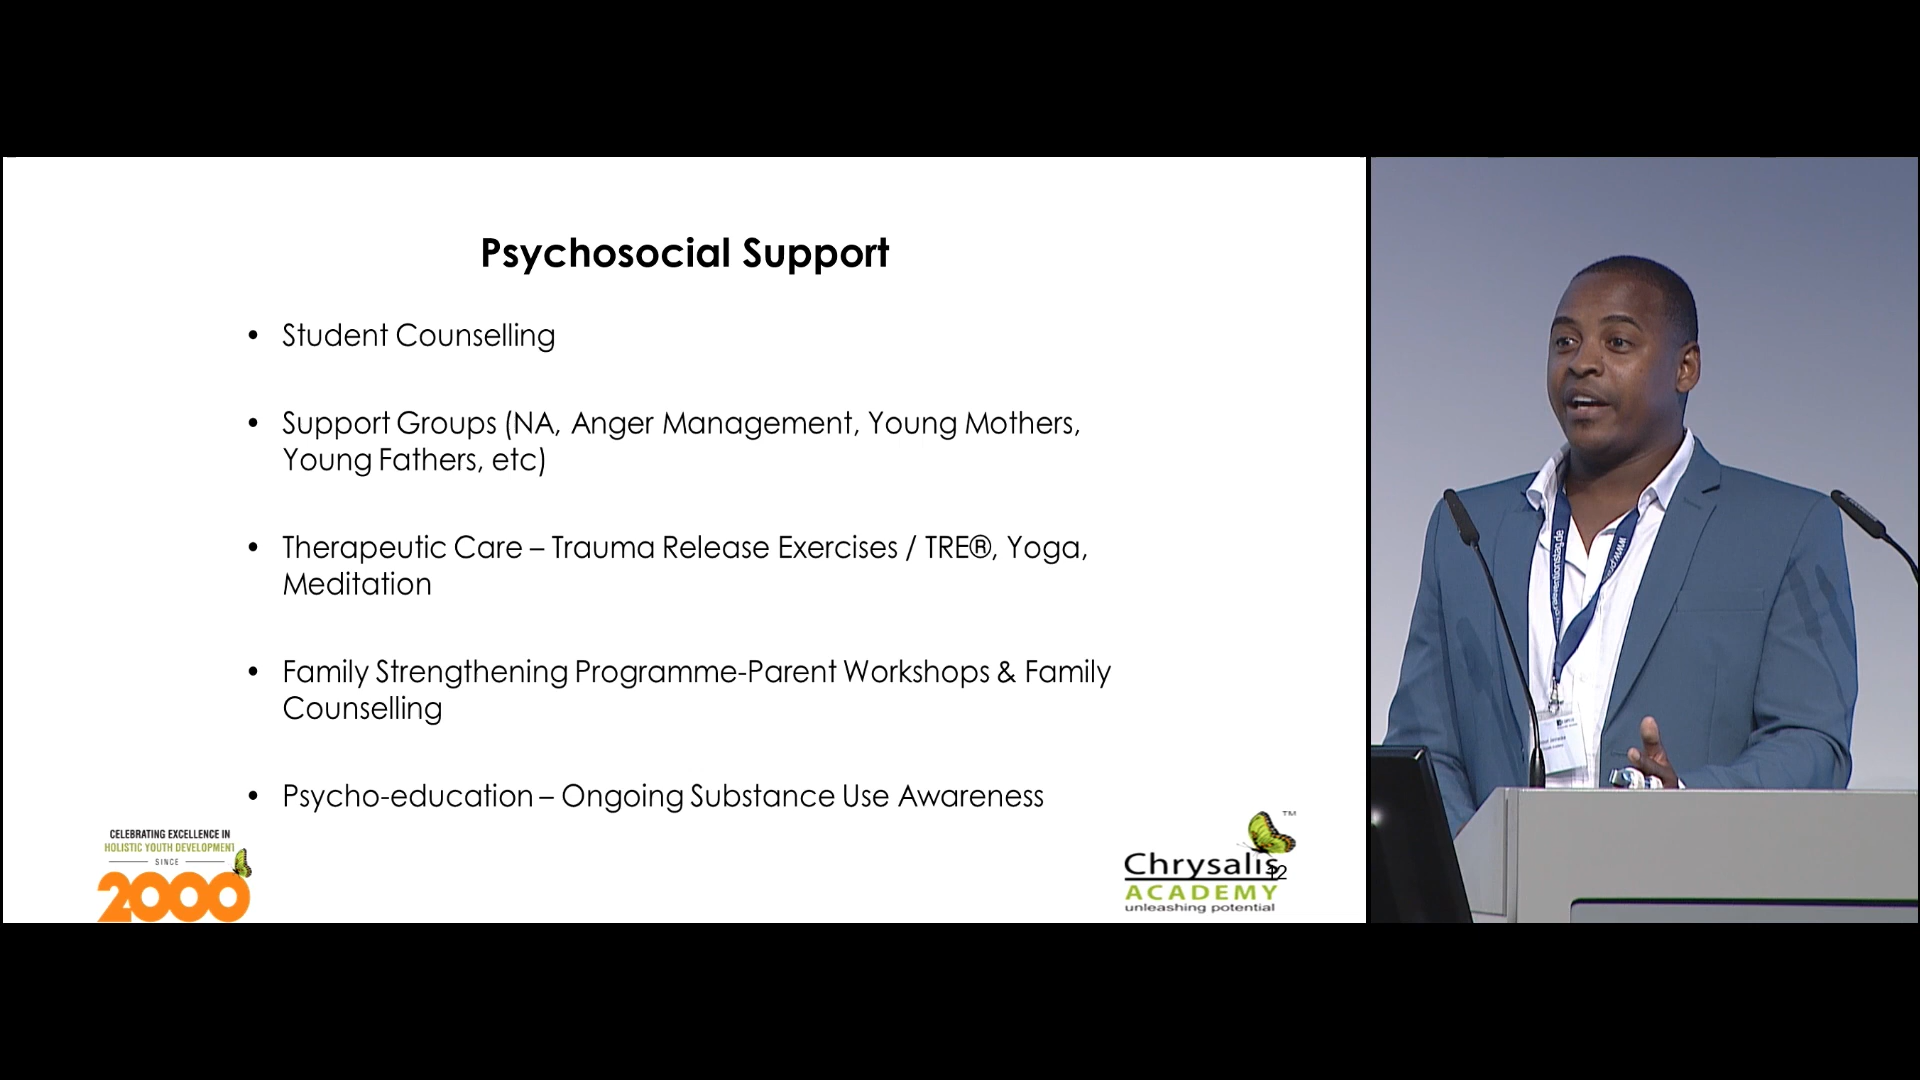 Psychosocial Support
• Student Counselling
• Support Groups (NA, Anger Management, Young Mothers,
Young Fathers, etc)
• Therapeutic Care – Trauma Release Exercises / TRE®, Yoga,
Meditation
• Family Strengthening Programme-Parent Workshops & Family
Counselling
• Psycho-education – Ongoing Substance Use Awareness
CELEBRATING EXCELLENCE IN
HOLISTIC YOUTH DEVELOPMENT
SINCE
2000
TM
Chrysalis
12
ACADEMY
unleashing potential